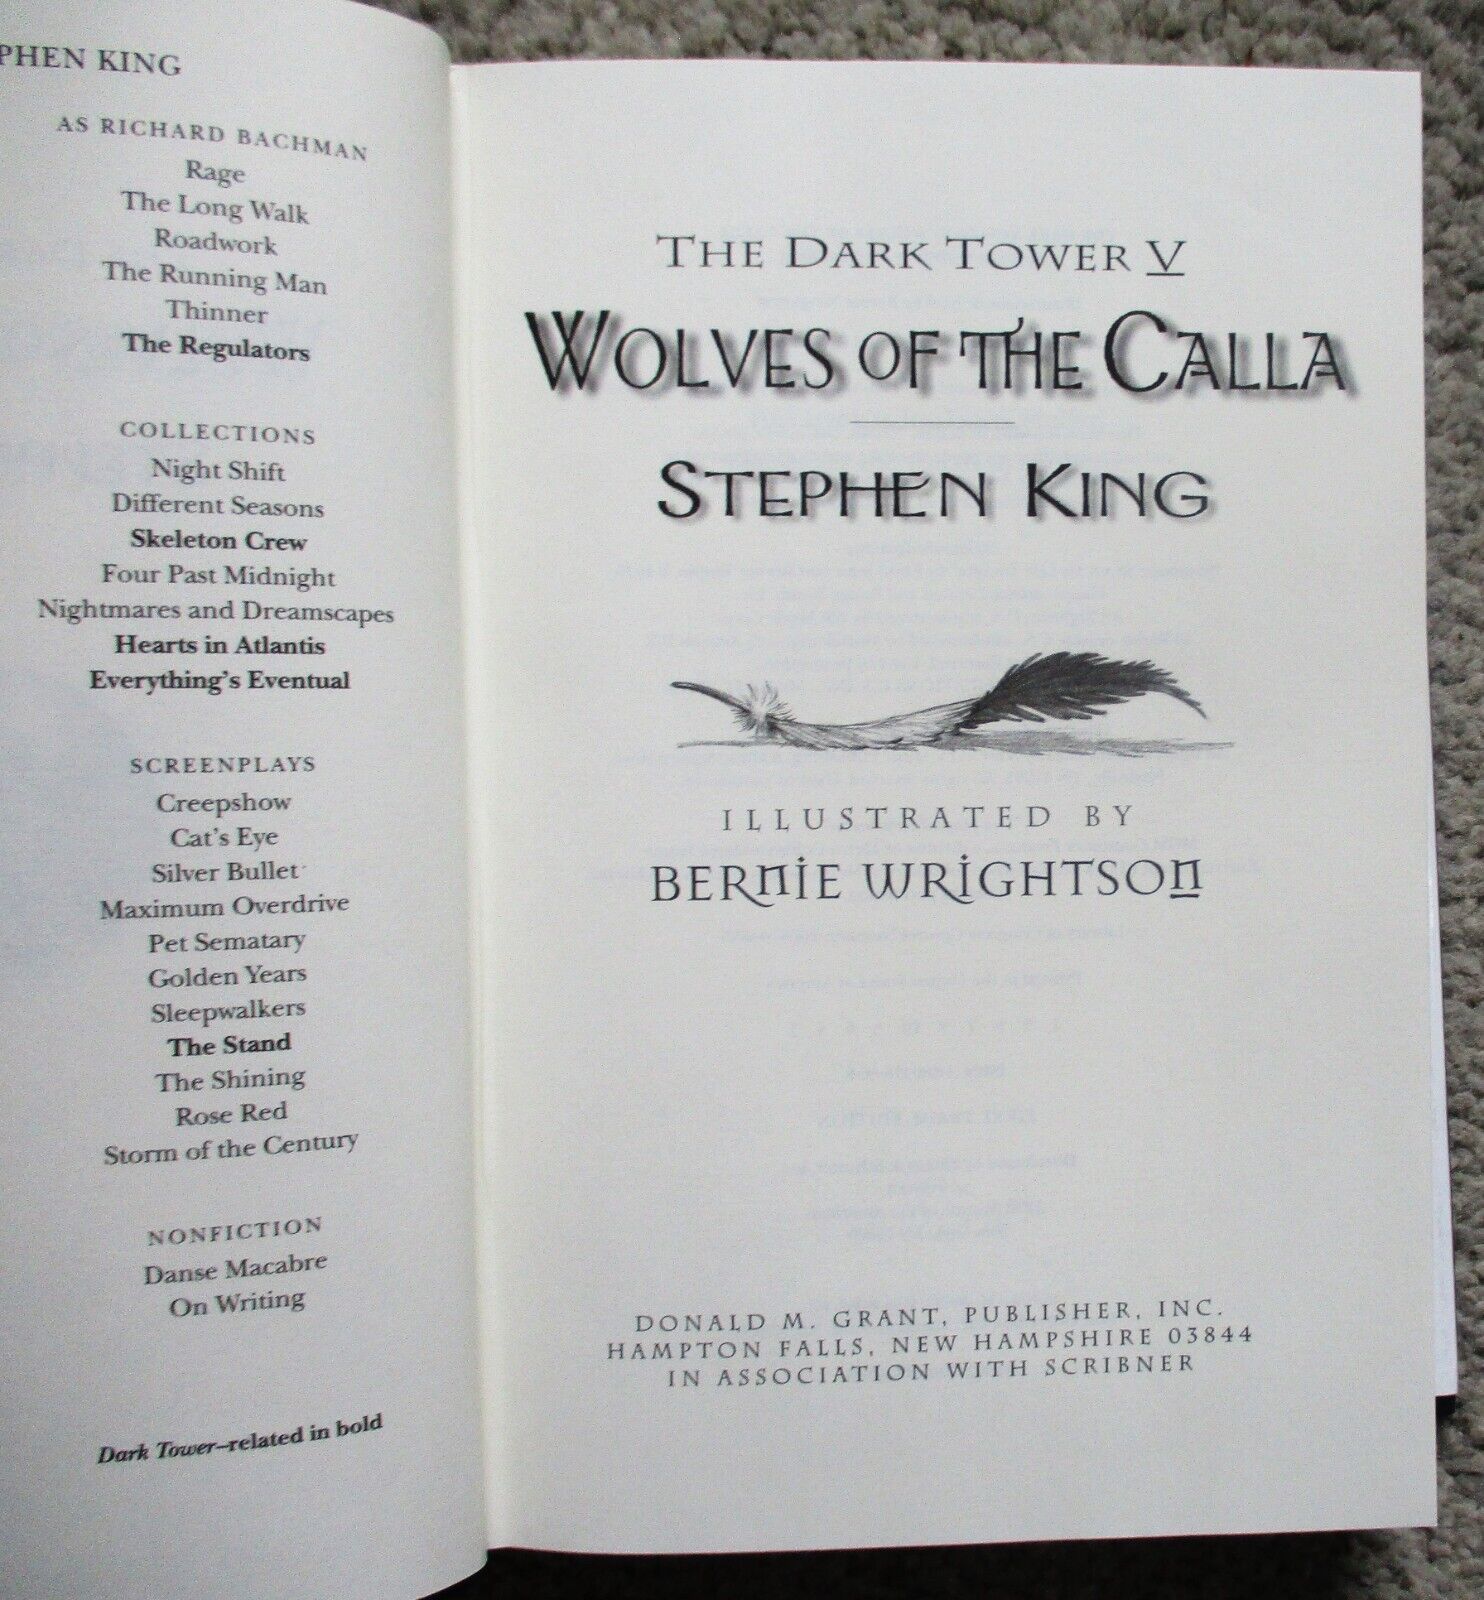 PHEN KING
AS RICHARD BACHMAN
Rage
The Long Walk
Roadwork
The Running Man
Thinner
The Regulators
COLLECTIONS
Night Shift
Different Seasons
Skeleton Crew
Four Past Midnight
Nightmares and Dreamscapes
Hearts in Atlantis
Everything's Eventual
SCREENPLAYS
Creepshow
Cat's Eye
Silver Bullet
Maximum Overdrive
Pet Sematary
Golden Years
Sleepwalkers
The Stand
The Shining
Rose Red
Storm of the Century
NONFICTION
Danse Macabre
On Writing
Dark Tower–related in bold
THE DARK TOWER V
WOLVES OF THE CALLA
STEPHEN KING
ILLUSTRATED BY
BERNIE WRIGHTSON
DONALD M. GRANT, PUBLISHER, INC.
HAMPTON FALLS, NEW HAMPSHIRE 03844
IN ASSOCIATION WITH SCRIBNER